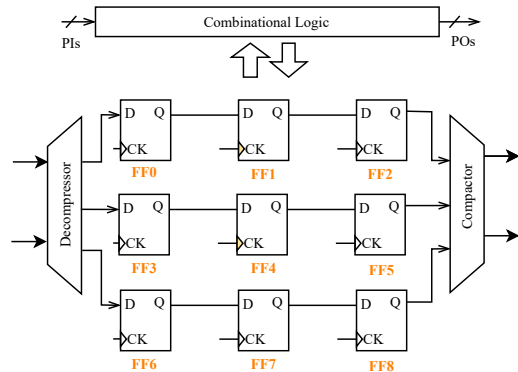 Combinational Logic
PIs
POs
D Q
CK
FF0
D Q
CK
FF1
D Q
CK
FF2
Decompressor
D Q
CK
FF3
D Q
CK
FF4
D Q
CK
FF5
Compactor
D Q
CK
FF6
D Q
CK
FF7
D Q
CK
FF8